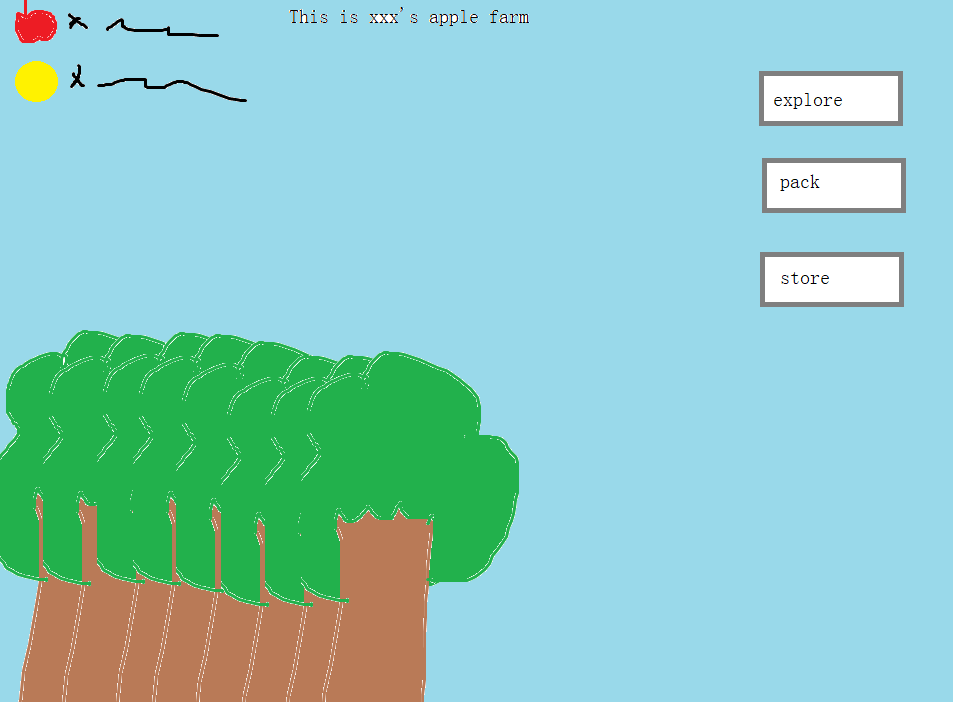 This is xxx's apple farm
x
x
explore
pack
store